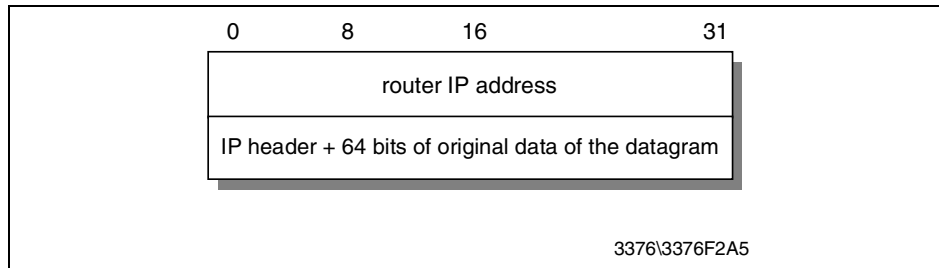 0 8 16 31
router IP address
IP header + 64 bits of original data of the datagram
3376\3376F2A5